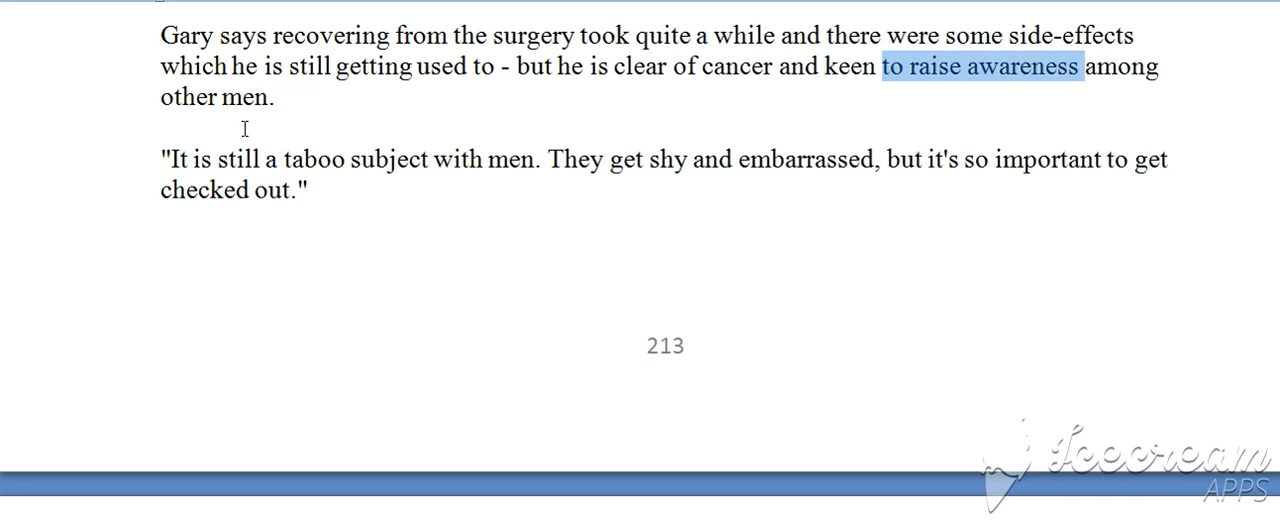 Gary says recovering from the surgery took quite a while and there were some side-effects
which he is still getting used to - but he is clear of cancer and keen to raise awareness among
other men.
"It is still a taboo subject with men. They get shy and embarrassed, but it's so important to get
checked out."
213
Icecream
APPS